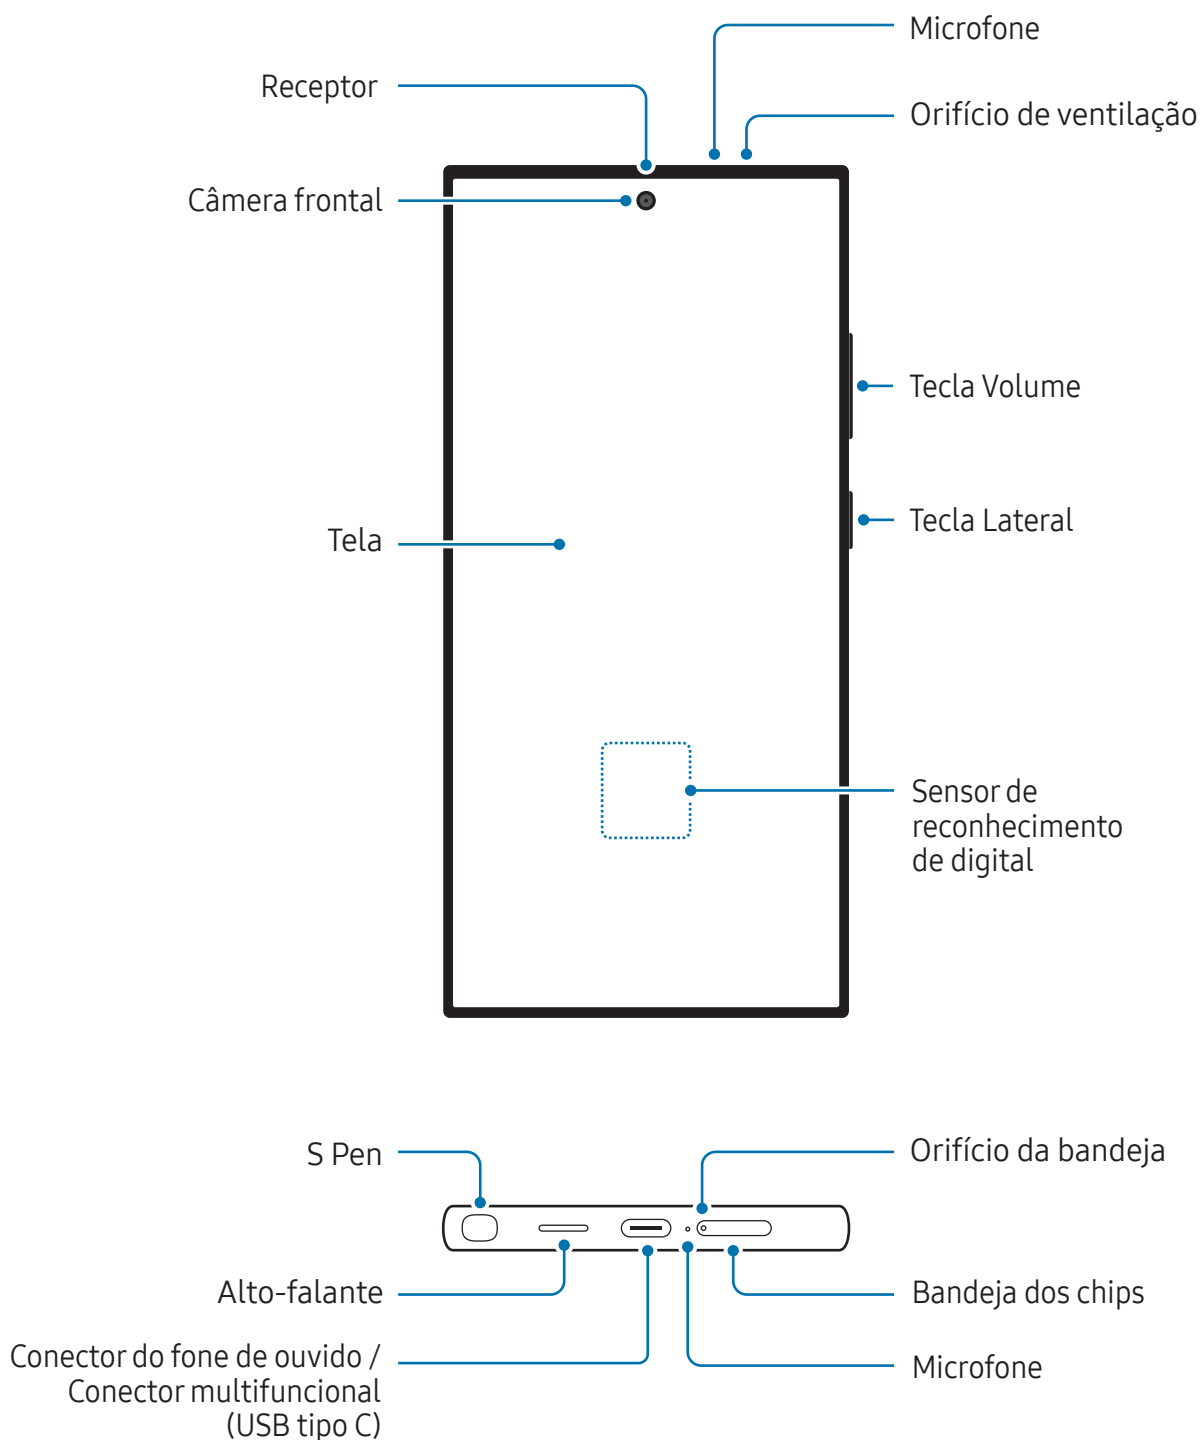 Microfone
Receptor
Orifício de ventilação
Câmera frontal
Tecla Volume
Tecla Lateral
Tela
Sensor de
reconhecimento
de digital
S Pen
Orifício da bandeja
Alto-falante
Bandeja dos chips
Conector do fone de ouvido /
Conector multifuncional
(USB tipo C)
Microfone